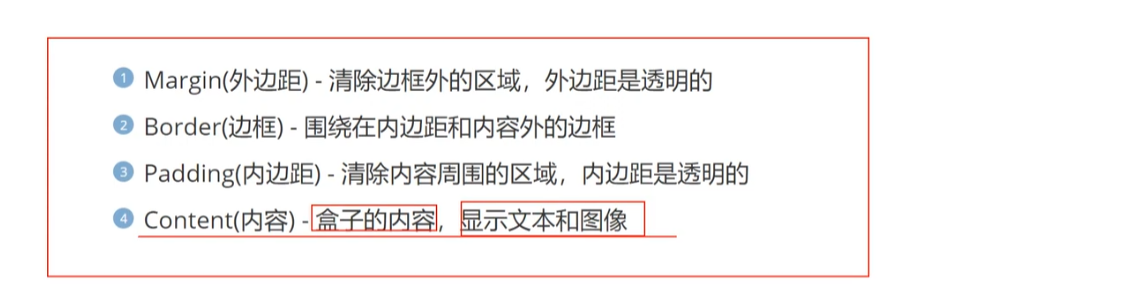 1 Margin(外边距) - 清除边框外的区域，外边距是透明的
2 Border(边框) - 围绕在内边距和内容外的边框
3 Padding(内边距) - 清除内容周围的区域，内边距是透明的
4 Content(内容) - 盒子的内容，显示文本和图像